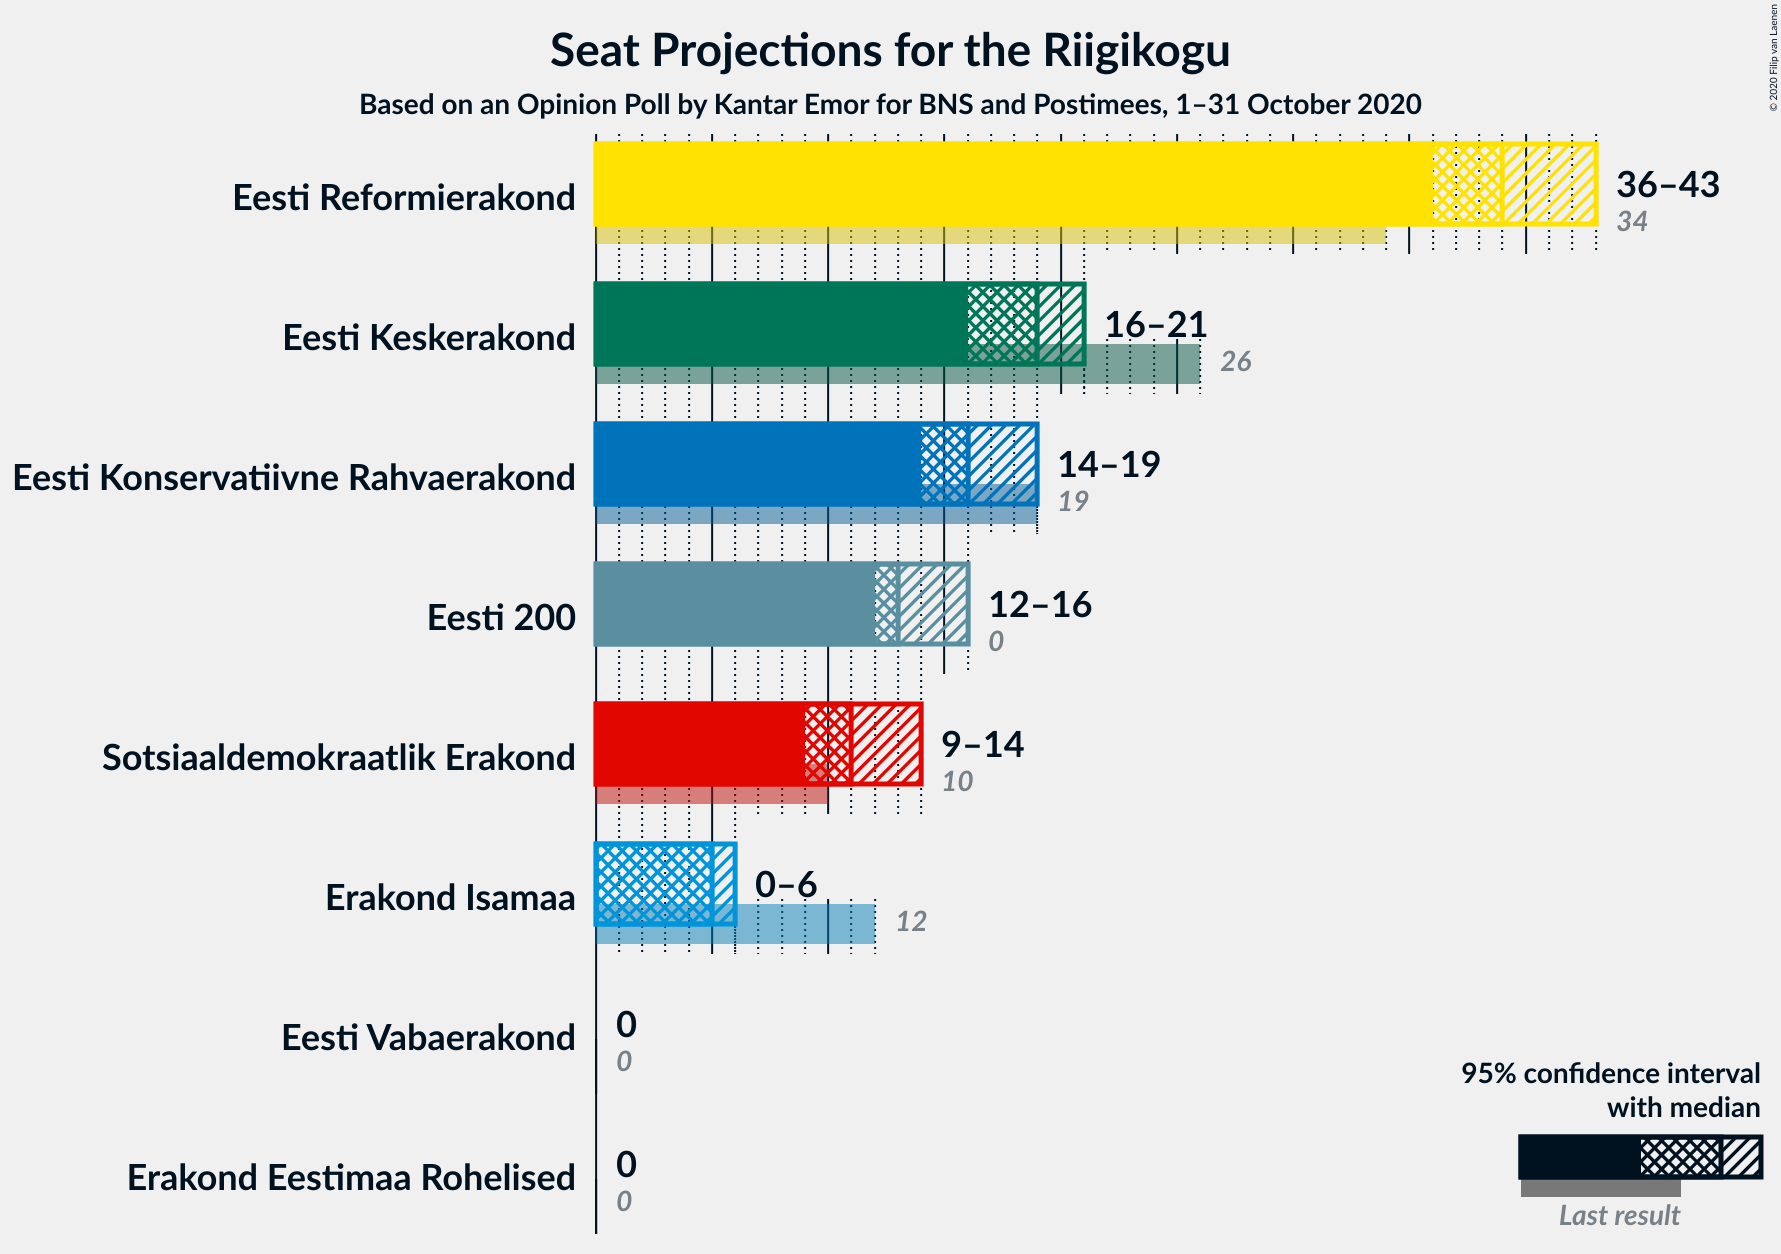 Seat Projections for the Riigikogu
Based on an Opinion Poll by Kantar Emor for BNS and Postimees, 1–31 October 2020
© 2020 Filip van Laenen
Eesti Reformierakond
36–43
34
Eesti Keskerakond
16–21
26
Eesti Konservatiivne Rahvaerakond
14–19
19
Eesti 200
12–16
0
Sotsiaaldemokraatlik Erakond
9–14
10
Erakond Isamaa
0–6
12
Eesti Vabaerakond
0
0
Erakond Eestimaa Rohelised
0
0
95% confidence interval
with median
Last result